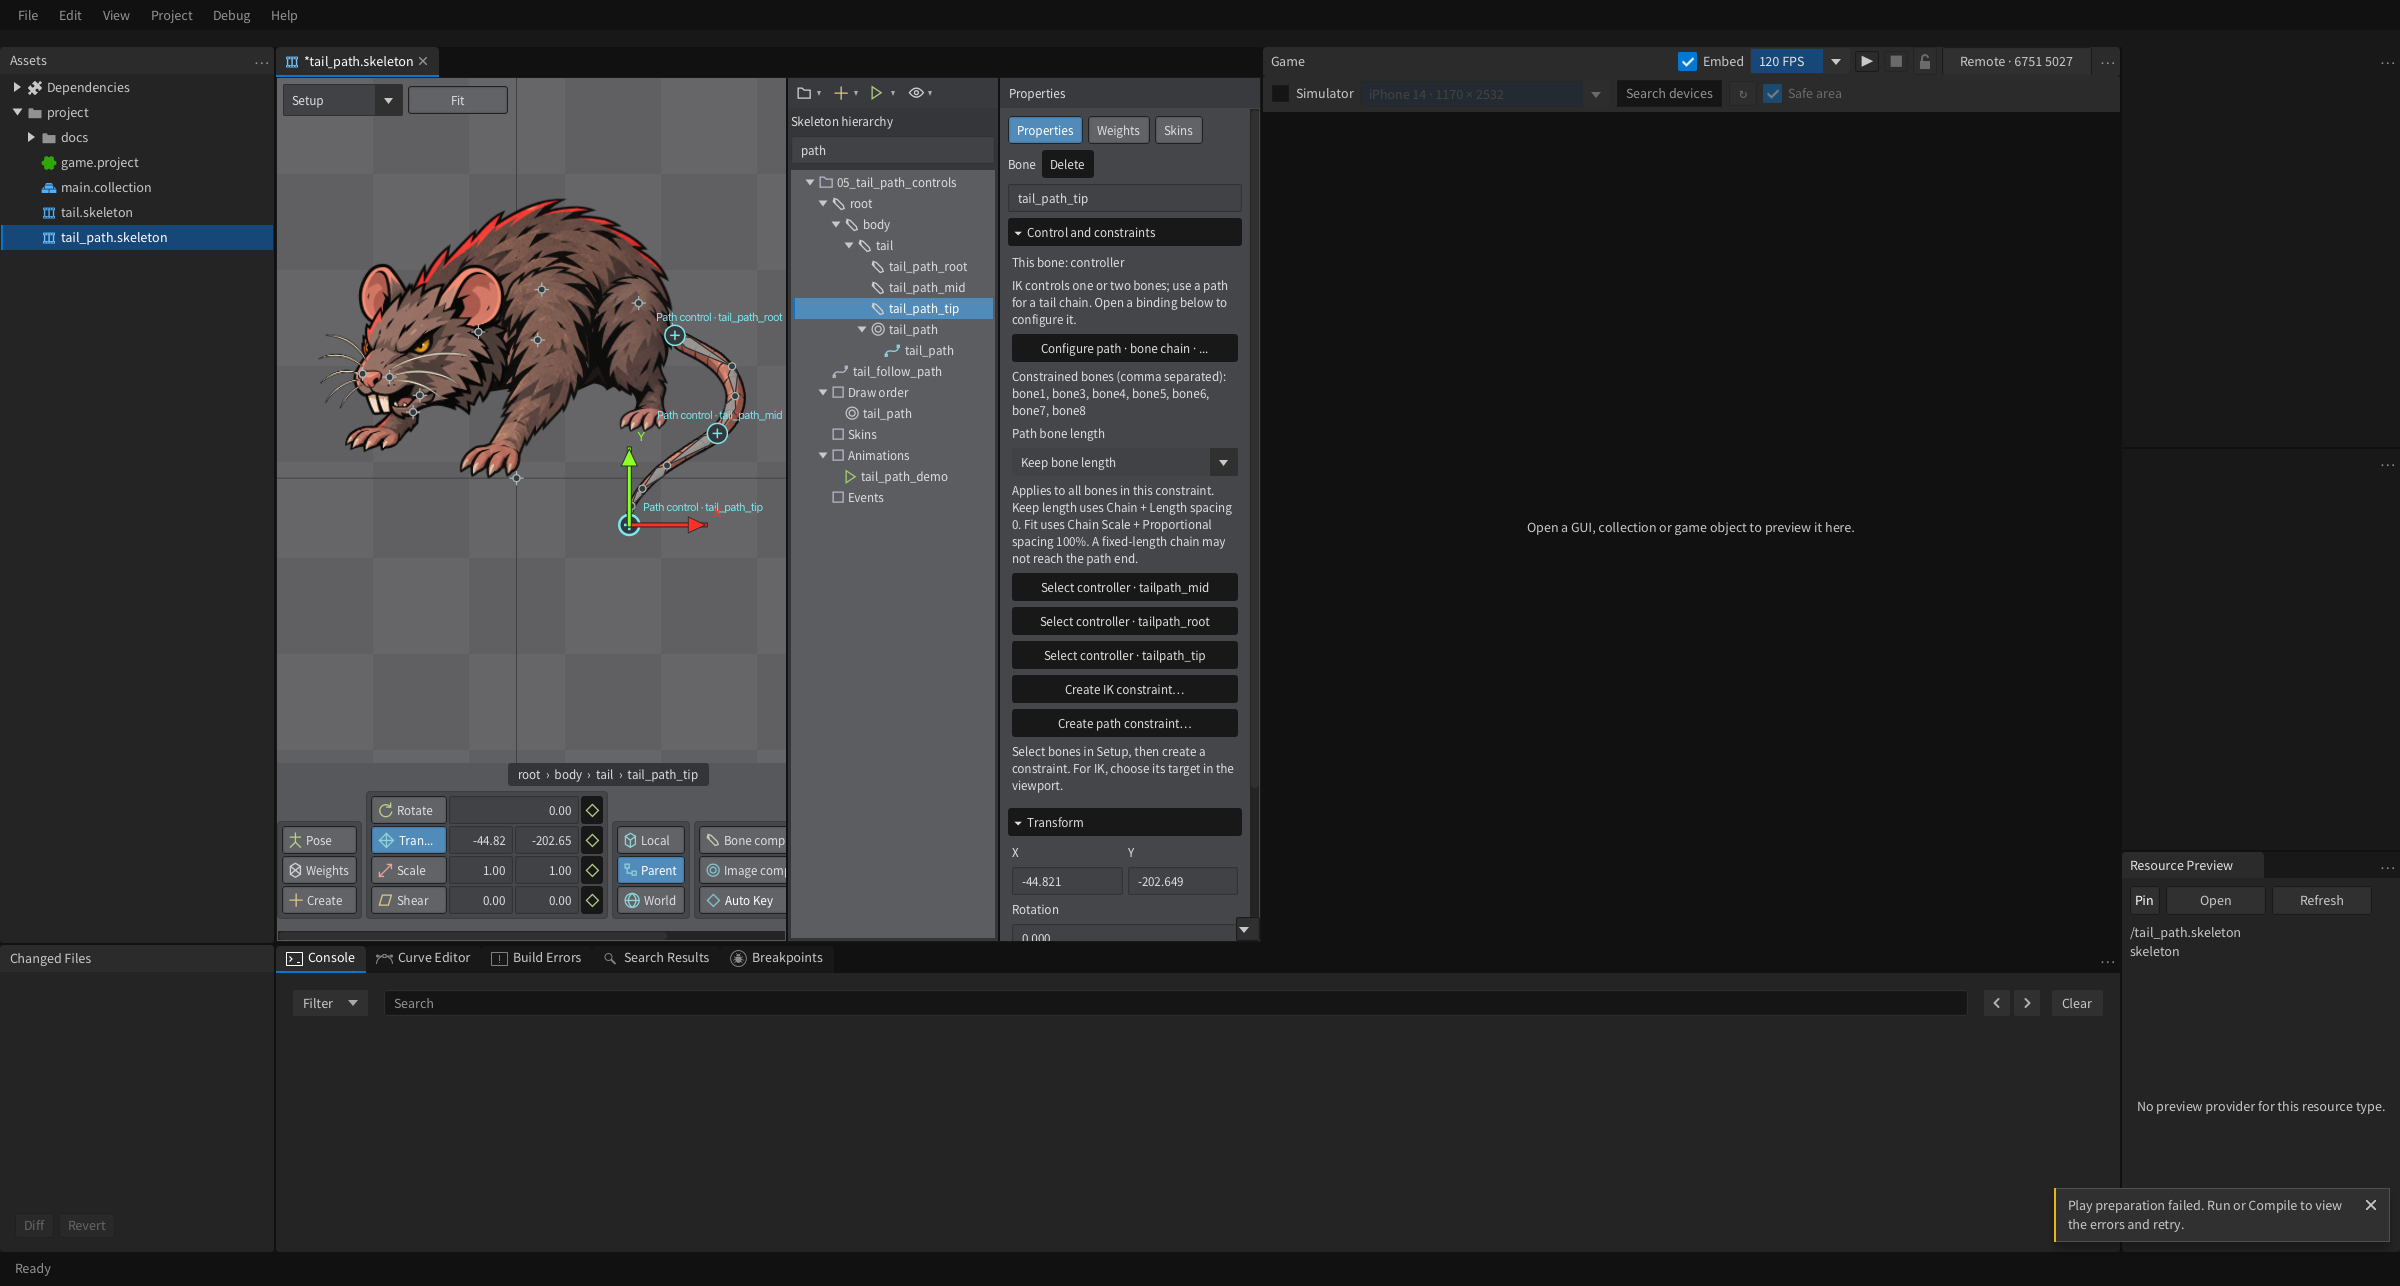 File Edit View Project Debug Help
Assets
Dependencies
project
docs
game.project
main.collection
tail.skeleton
tail_path.skeleton
*tail_path.skeleton
Setup
Fit
Path control · tail_path_root
Path control · tail_path_mid
Y
Path control · tail_path_tip
X
root › body › tail › tail_path_tip
Rotate 0.00
Pose Tran... -44.82 -202.65 Local Bone comp
Weights Scale 1.00 1.00 Parent Image com
Create Shear 0.00 0.00 World Auto Key
Skeleton hierarchy
path
05_tail_path_controls
root
body
tail
tail_path_root
tail_path_mid
tail_path_tip
tail_path
tail_path
tail_follow_path
Draw order
tail_path
Skins
Animations
tail_path_demo
Events
Properties
Properties Weights Skins
Bone Delete
tail_path_tip
Control and constraints
This bone: controller
IK controls one or two bones; use a path
for a tail chain. Open a binding below to
configure it.
Configure path · bone chain · ...
Constrained bones (comma separated):
bone1, bone3, bone4, bone5, bone6,
bone7, bone8
Path bone length
Keep bone length
Applies to all bones in this constraint.
Keep length uses Chain + Length spacing
0. Fit uses Chain Scale + Proportional
spacing 100%. A fixed-length chain may
not reach the path end.
Select controller · tailpath_mid
Select controller · tailpath_root
Select controller · tailpath_tip
Create IK constraint...
Create path constraint...
Select bones in Setup, then create a
constraint. For IK, choose its target in the
viewport.
Transform
X Y
-44.821 -202.649
Rotation
0.000
Game Embed 120 FPS Remote · 6751 5027
Simulator iPhone 14 · 1170 × 2532 Search devices Safe area
Open a GUI, collection or game object to preview it here.
Resource Preview
Pin Open Refresh
/tail_path.skeleton
skeleton
No preview provider for this resource type.
Changed Files
Diff Revert
Console Curve Editor Build Errors Search Results Breakpoints
Filter Search Clear
Play preparation failed. Run or Compile to view
the errors and retry.
Ready